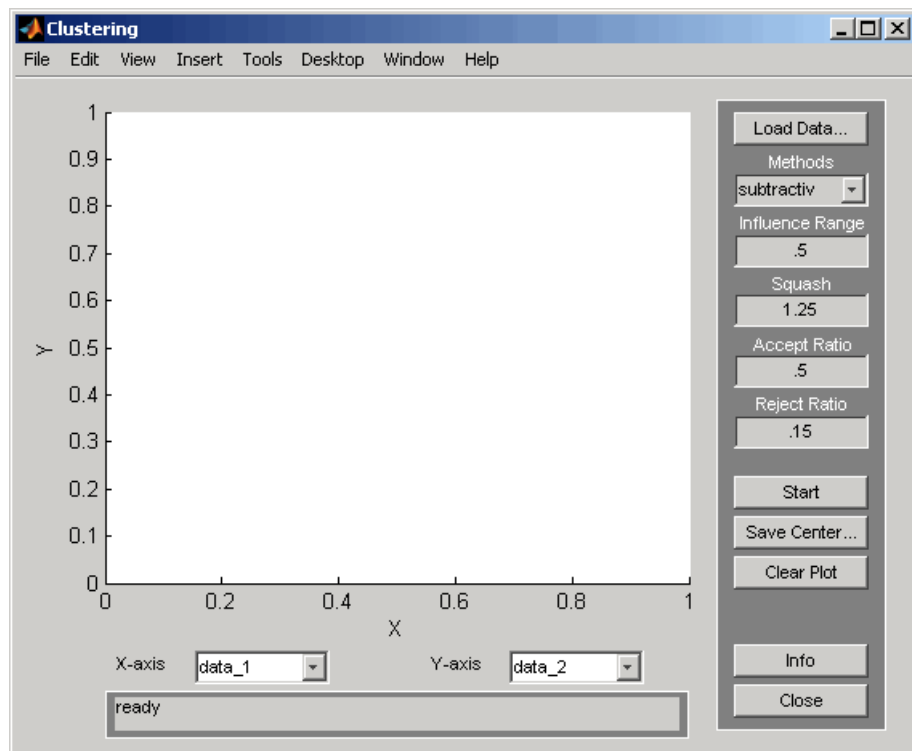 Clustering
File Edit View Insert Tools Desktop Window Help
1
0.9
0.8
0.7
0.6
0.5
0.4
0.3
0.2
0.1
0
Y
0 0.2 0.4 0.6 0.8 1
X
X-axis data_1 Y-axis data_2
ready
Load Data...
Methods
subtractiv
Influence Range
.5
Squash
1.25
Accept Ratio
.5
Reject Ratio
.15
Start
Save Center...
Clear Plot
Info
Close